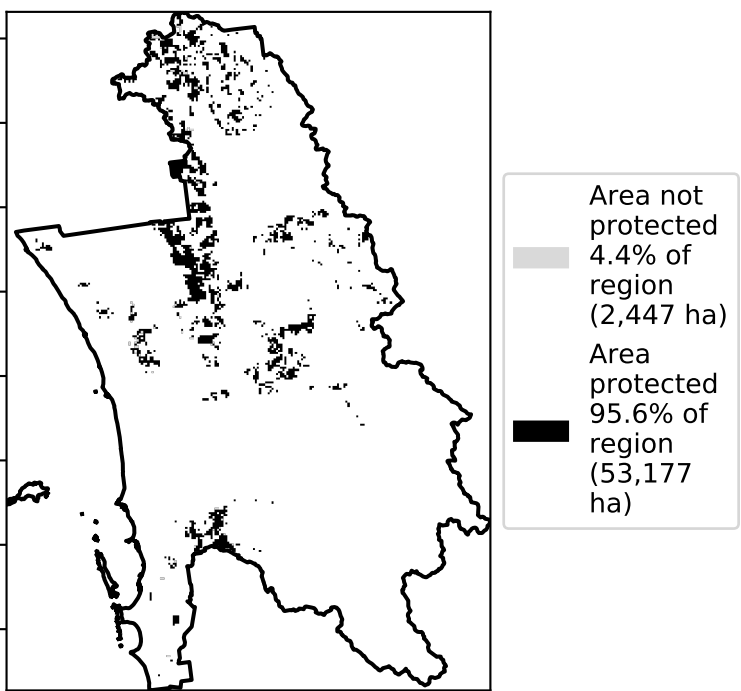 Area not
protected
4.4% of
region
(2,447 ha)
Area
protected
95.6% of
region
(53,177
ha)